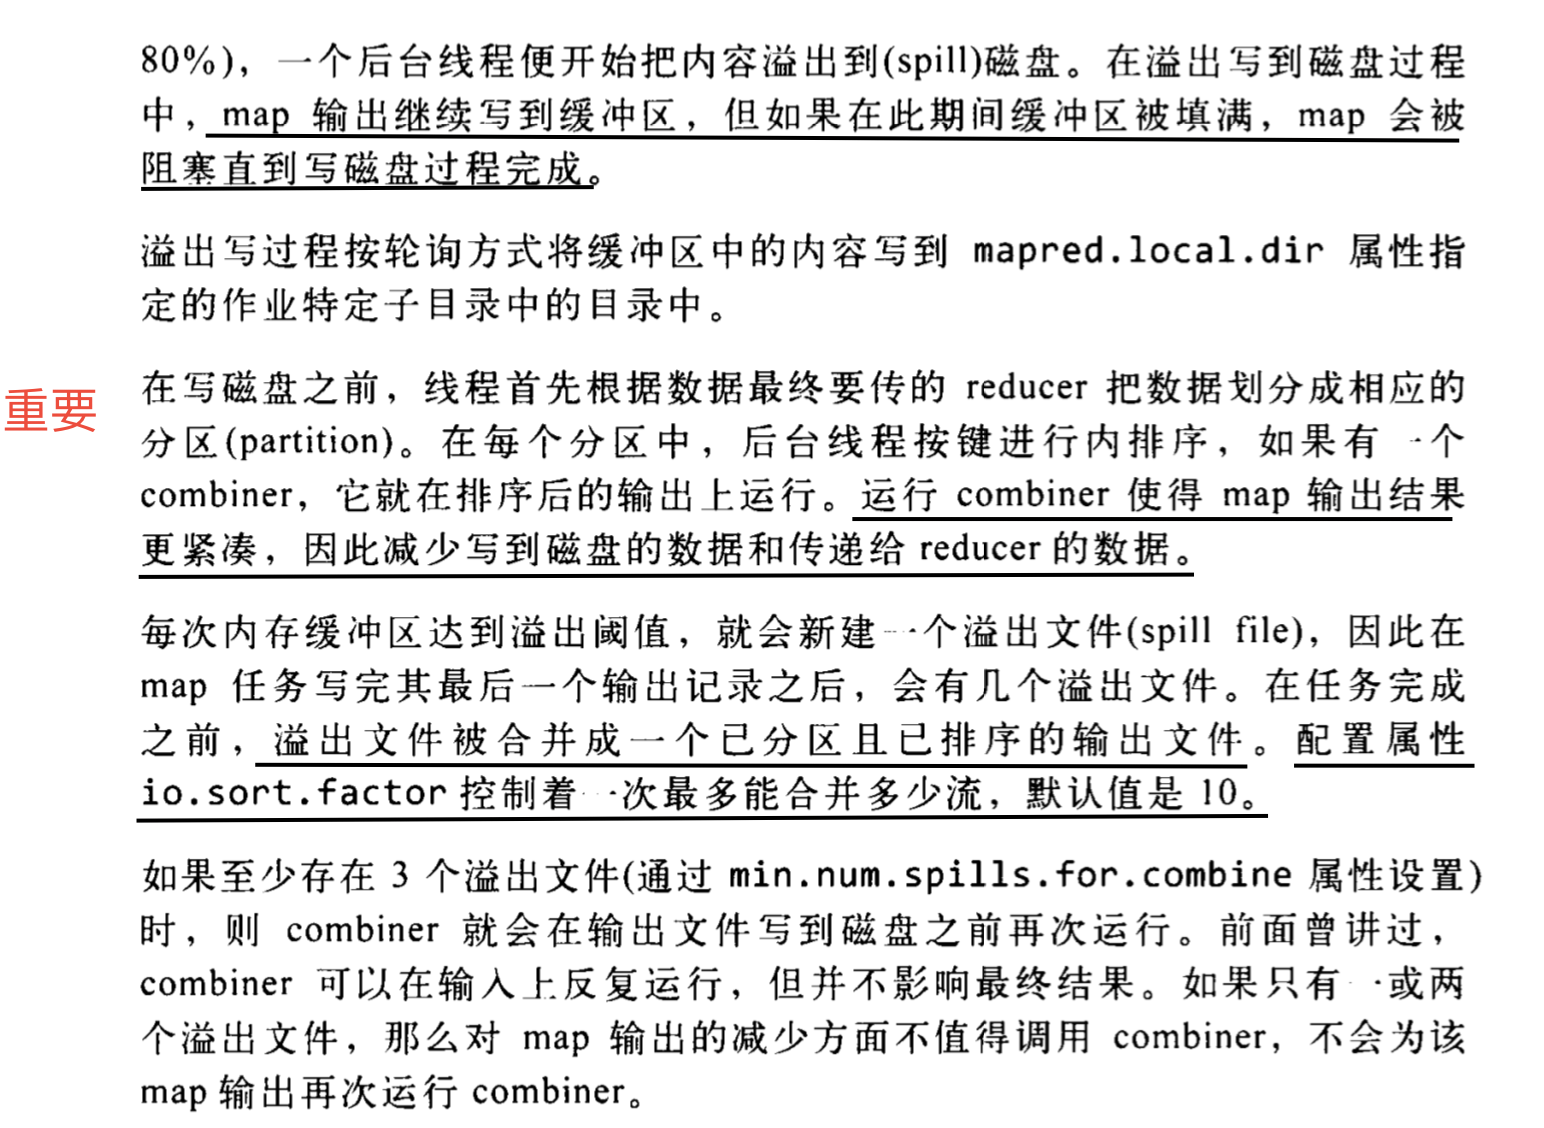 80%)，一个后台线程便开始把内容溢出到(spill)磁盘。在溢出写到磁盘过程
中，map 输出继续写到缓冲区，但如果在此期间缓冲区被填满，map 会被
阻塞直到写磁盘过程完成。
溢出写过程按轮询方式将缓冲区中的内容写到 mapred.local.dir 属性指
定的作业特定子目录中的目录中。
重要
在写磁盘之前，线程首先根据数据最终要传的 reducer 把数据划分成相应的
分区(partition)。在每个分区中，后台线程按键进行内排序，如果有一个
combiner，它就在排序后的输出上运行。运行 combiner 使得 map 输出结果
更紧凑，因此减少写到磁盘的数据和传递给 reducer 的数据。
每次内存缓冲区达到溢出阈值，就会新建一个溢出文件(spill file)，因此在
map 任务写完其最后一个输出记录之后，会有几个溢出文件。在任务完成
之前，溢出文件被合并成一个已分区且已排序的输出文件。配置属性
io.sort.factor 控制着一次最多能合并多少流，默认值是 10。
如果至少存在 3 个溢出文件(通过 min.num.spills.for.combine 属性设置)
时，则 combiner 就会在输出文件写到磁盘之前再次运行。前面曾讲过，
combiner 可以在输入上反复运行，但并不影响最终结果。如果只有一或两
个溢出文件，那么对 map 输出的减少方面不值得调用 combiner，不会为该
map 输出再次运行 combiner。